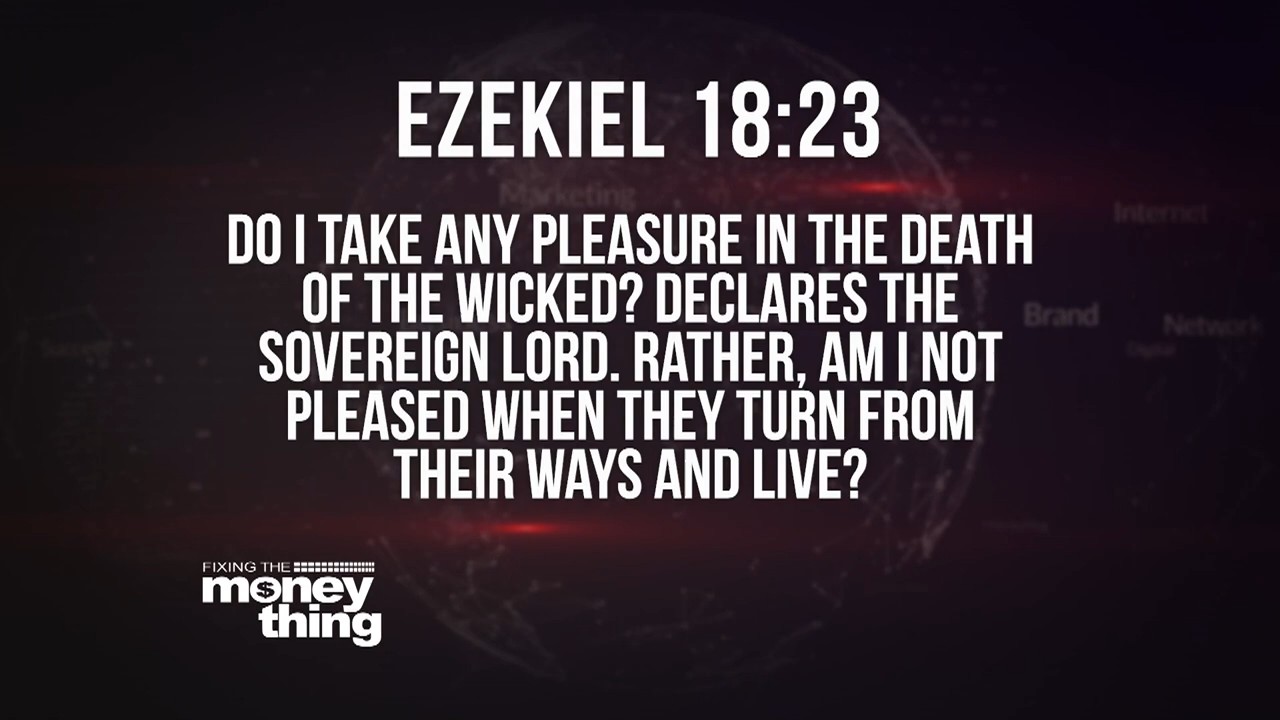 EZEKIEL 18:23
Marketing
Internet
DO I TAKE ANY PLEASURE IN THE DEATH
OF THE WICKED? DECLARES THE
Brand
Network
Digital
SOVEREIGN LORD. RATHER, AM I NOT
PLEASED WHEN THEY TURN FROM
THEIR WAYS AND LIVE?
FIXING THE
money
thing